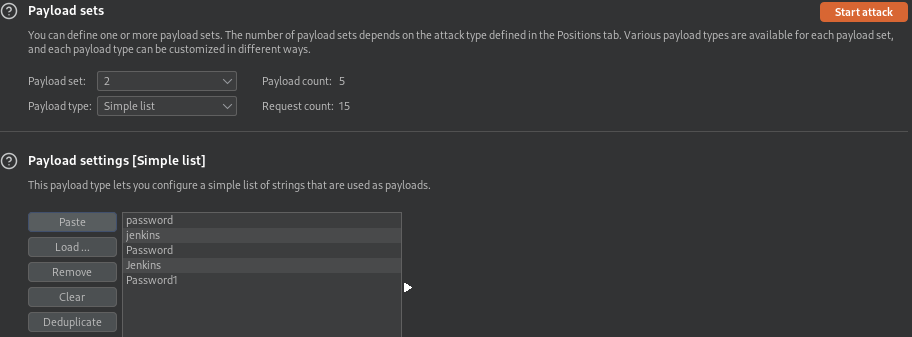 Payload sets
Start attack
You can define one or more payload sets. The number of payload sets depends on the attack type defined in the Positions tab. Various payload types are available for each payload set,
and each payload type can be customized in different ways.
Payload set: 2 Payload count: 5
Payload type: Simple list Request count: 15
Payload settings [Simple list]
This payload type lets you configure a simple list of strings that are used as payloads.
Paste
Load ...
Remove
Clear
Deduplicate
password
jenkins
Password
Jenkins
Password1